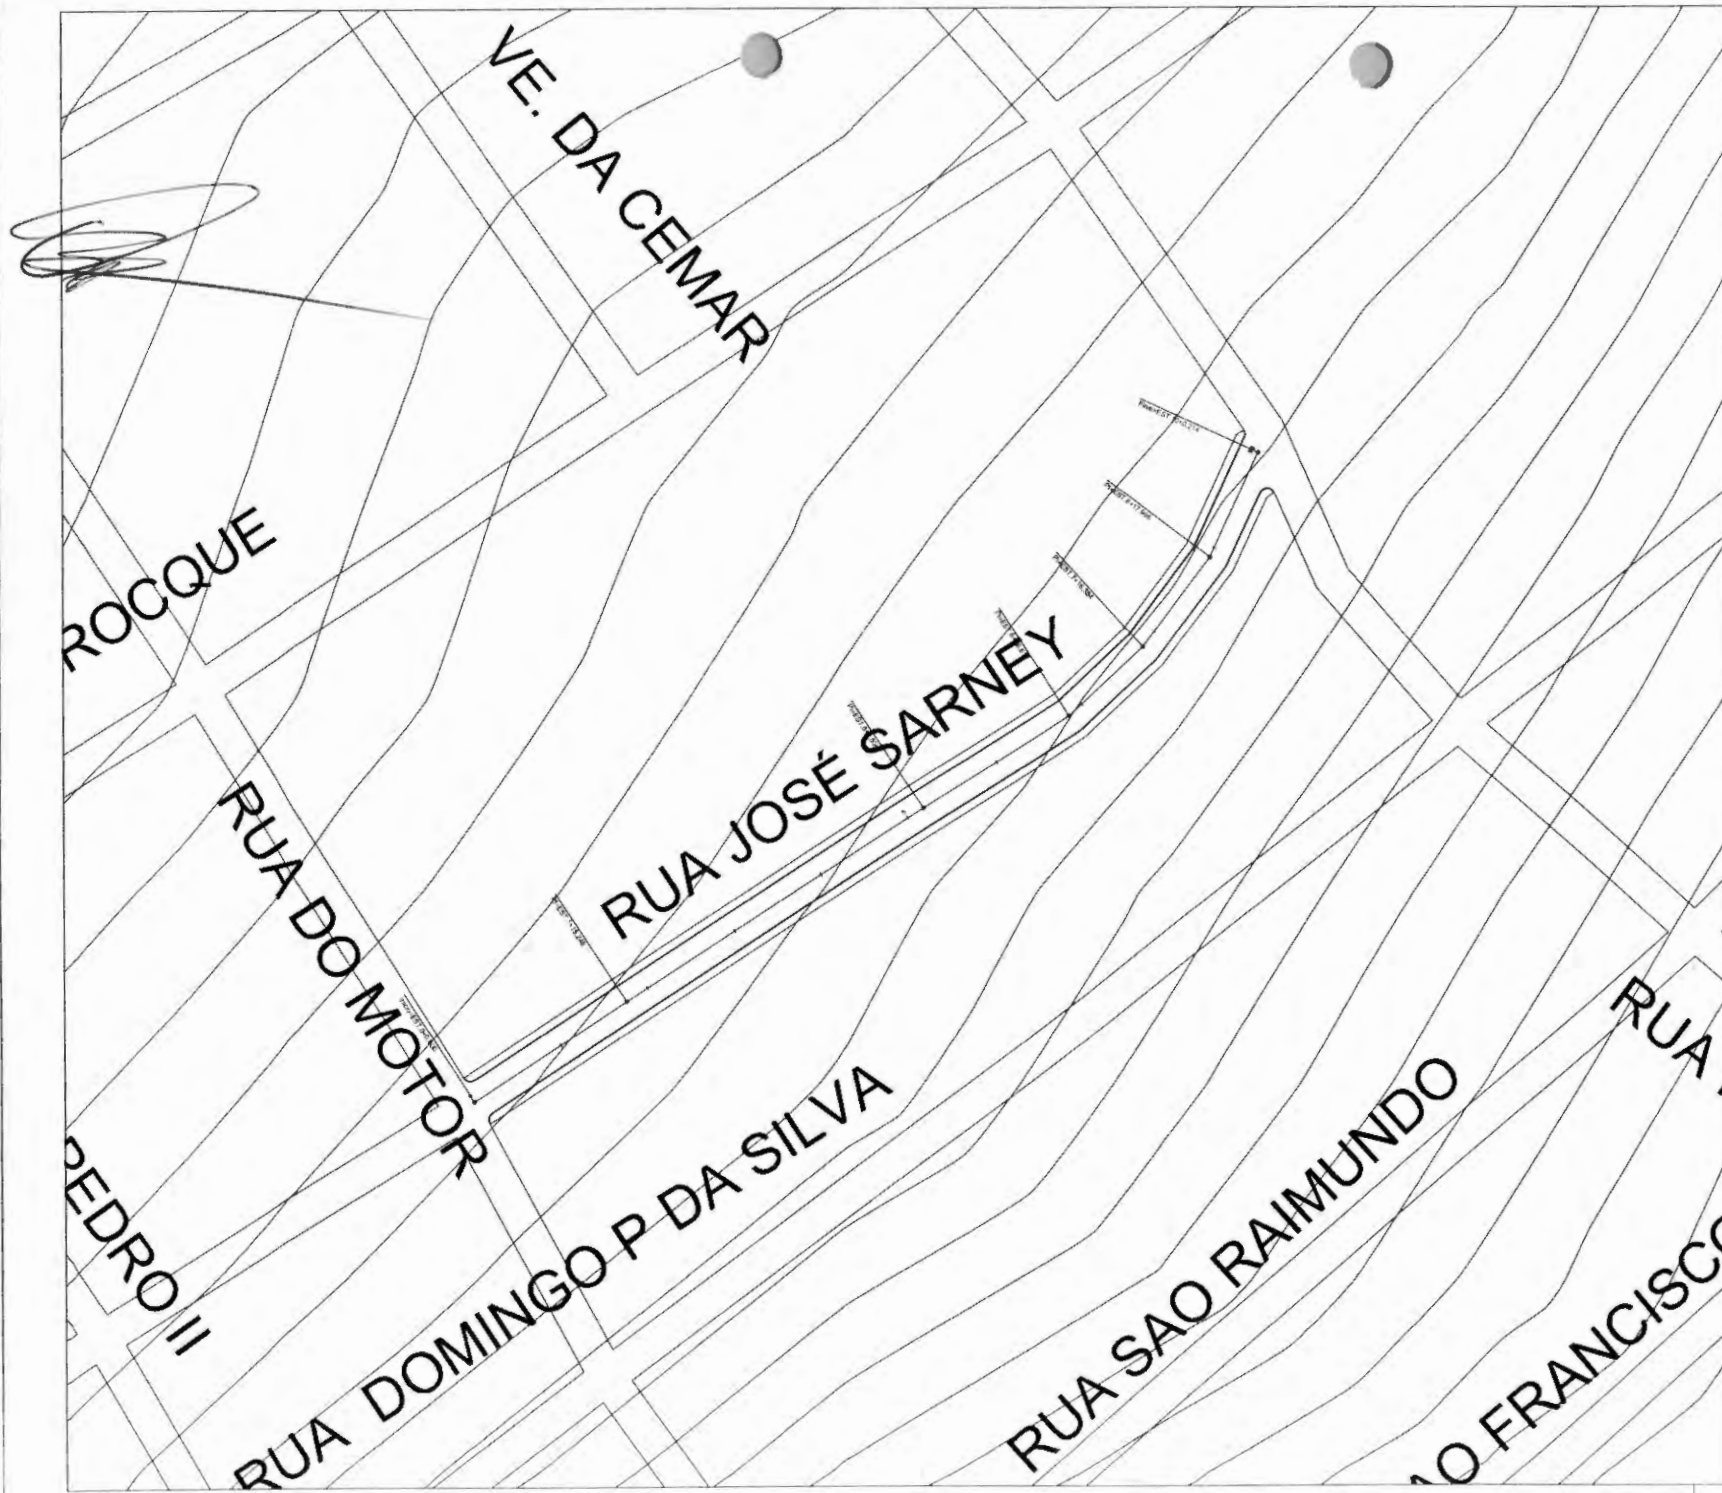 VE. DA CEMAR
ROCQUE
RUA JOSÉ SARNEY
RUA DO MOTOR
PEDRO II
RUA DOMINGO P DA SILVA
RUA SAO RAIMUNDO
RUA
AO FRANCISCO